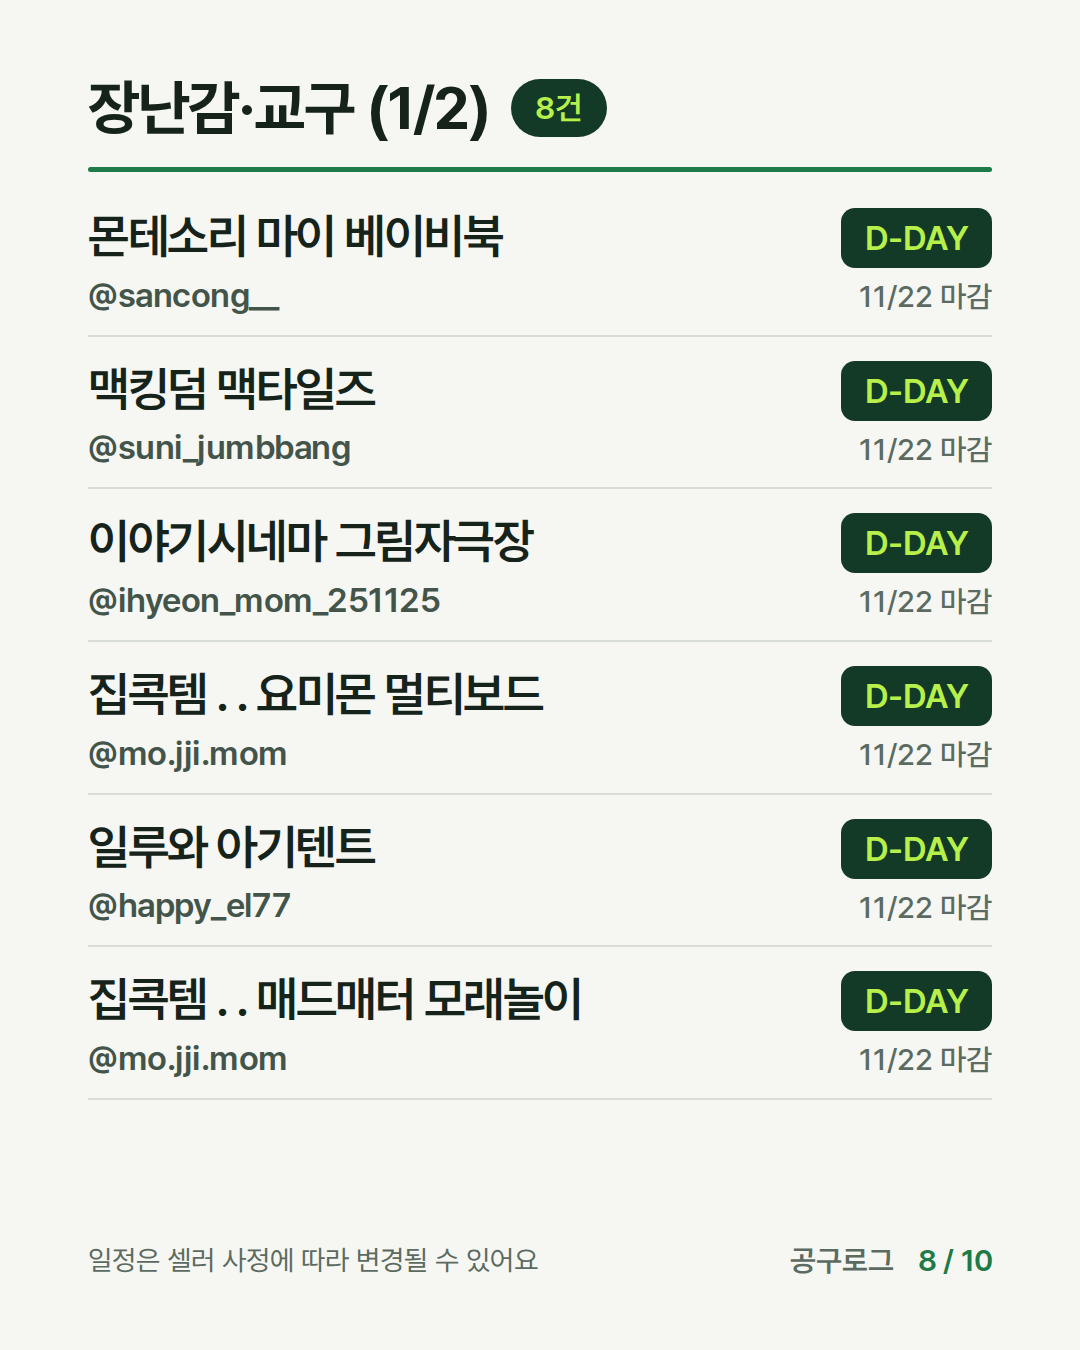 장난감·교구 (1/2) 8건
몬테소리 마이 베이비북 D-DAY
@sancong__ 11/22 마감
맥킹덤 맥타일즈 D-DAY
@suni_jumbbang 11/22 마감
이야기시네마 그림자극장 D-DAY
@ihyeon_mom_251125 11/22 마감
집콕템 . . 요미몬 멀티보드 D-DAY
@mo.jji.mom 11/22 마감
일루와 아기텐트 D-DAY
@happy_el77 11/22 마감
집콕템 . . 매드매터 모래놀이 D-DAY
@mo.jji.mom 11/22 마감
일정은 셀러 사정에 따라 변경될 수 있어요 공구로그 8 / 10